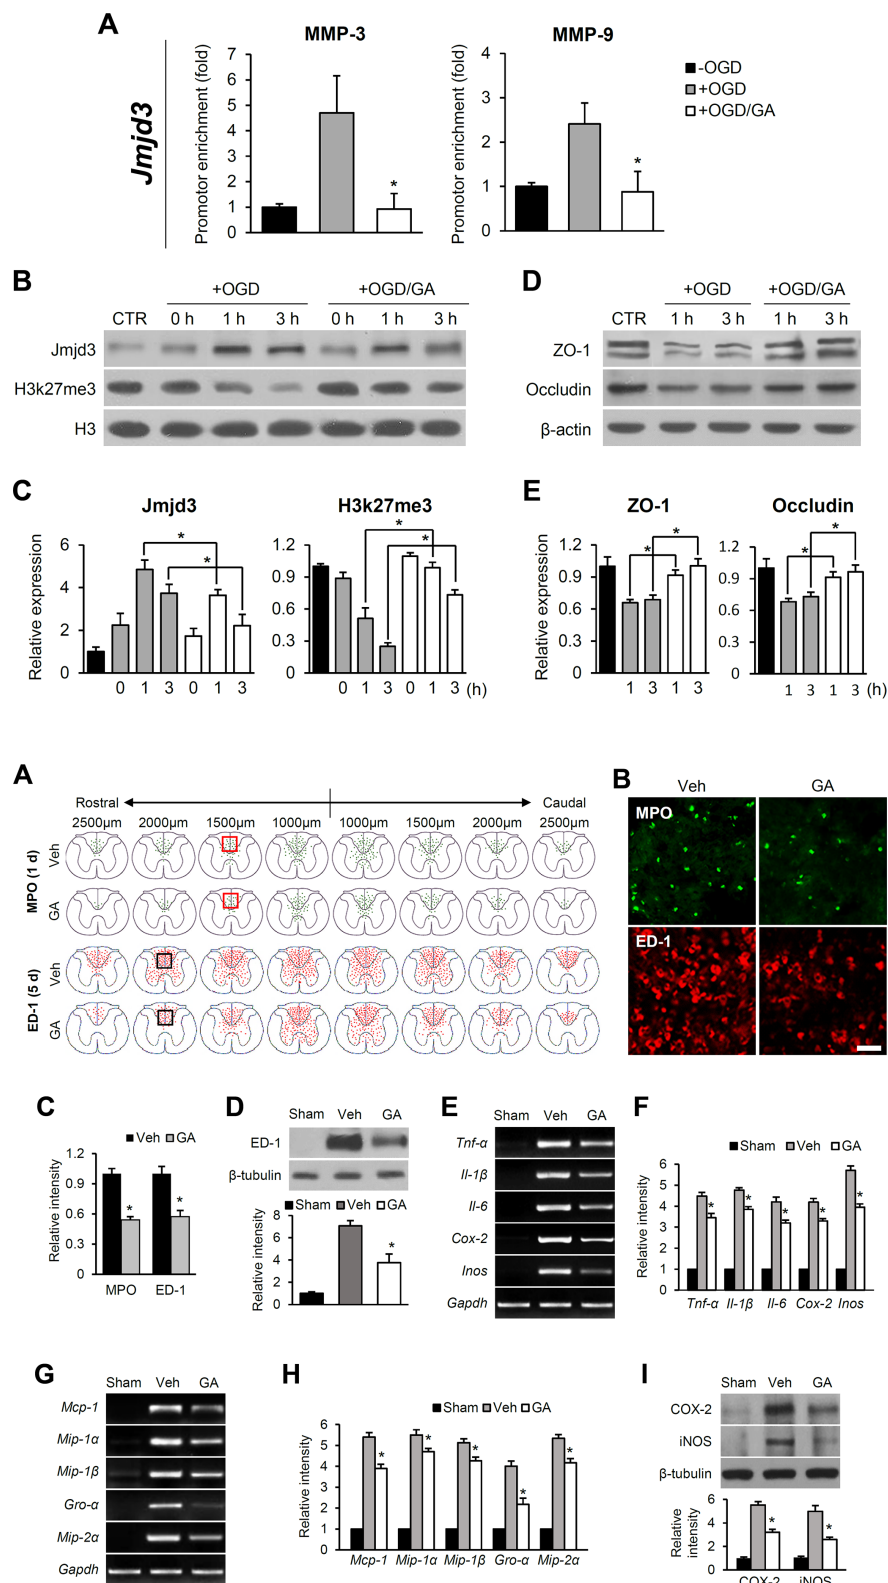 A
MMP-3
MMP-9
Jmjd3
Promotor enrichment (fold)
7
6
5
4
3
2
1
0
Promotor enrichment (fold)
4
3
2
1
0
-OGD
+OGD
+OGD/GA
*
*
B
+OGD
+OGD/GA
CTR
0 h
1 h
3 h
0 h
1 h
3 h
Jmjd3
H3k27me3
H3
D
+OGD
+OGD/GA
CTR
1 h
3 h
1 h
3 h
ZO-1
Occludin
β-actin
C
Jmjd3
H3k27me3
Relative expression
6
4
2
0
*
*
0
1
3
0
1
3
1.2
0.9
0.6
0.3
0
*
*
0
1
3
0
1
3
(h)
E
ZO-1
Occludin
Relative expression
1.2
0.9
0.6
0.3
0
*
*
1
3
1
3
1.2
0.9
0.6
0.3
0
*
*
1
3
1
3
(h)
A
Rostral
Caudal
2500µm
2000µm
1500µm
1000µm
1000µm
1500µm
2000µm
2500µm
MPO (1 d)
Veh
GA
ED-1 (5 d)
Veh
GA
B
Veh
GA
MPO
ED-1
C
Veh
GA
Relative intensity
1.2
0.9
0.6
0.3
0
*
*
MPO
ED-1
D
Sham
Veh
GA
ED-1
β-tubulin
Sham
Veh
GA
Relative intensity
8
6
4
2
0
*
E
Sham
Veh
GA
Tnf-α
Il-1β
Il-6
Cox-2
Inos
Gapdh
F
Sham
Veh
GA
Relative intensity
6
5
4
3
2
1
0
*
*
*
*
*
Tnf-α
Il-1β
Il-6
Cox-2
Inos
G
Sham
Veh
GA
Mcp-1
Mip-1α
Mip-1β
Gro-α
Mip-2α
Gapdh
H
Sham
Veh
GA
Relative intensity
6
5
4
3
2
1
0
*
*
*
*
*
Mcp-1
Mip-1α
Mip-1β
Gro-α
Mip-2α
I
Sham
Veh
GA
COX-2
iNOS
β-tubulin
Relative
intensity
6
4
2
0
*
*
COX-2
iNOS